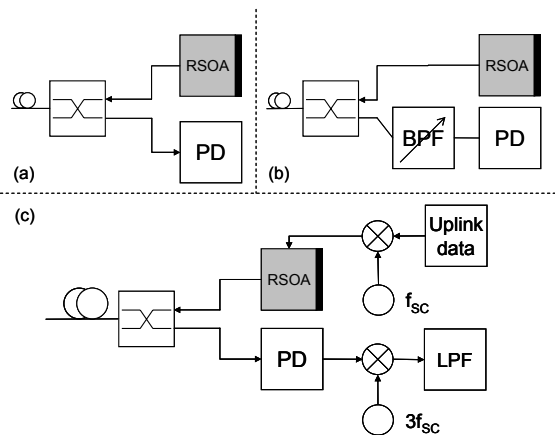 RSOA
PD
(a)
RSOA
BPF
PD
(b)
(c)
Uplink
data
RSOA
fSC
PD
LPF
3fSC